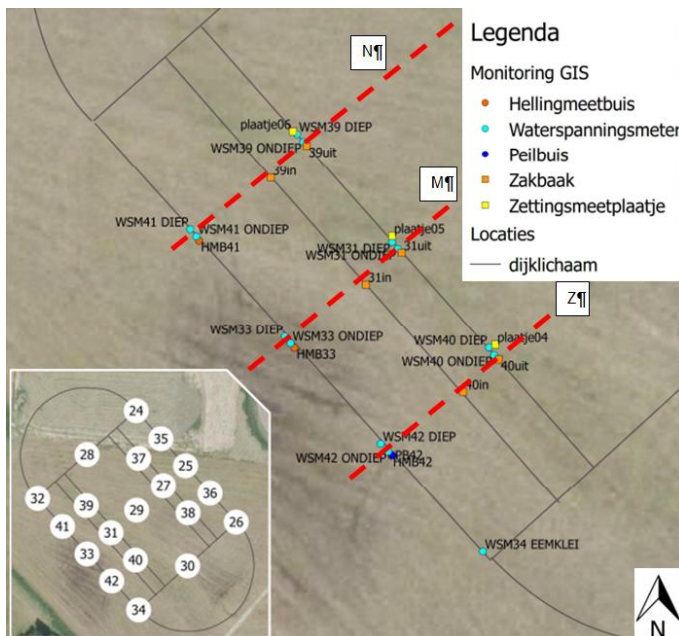 N¶
Legenda
Monitoring GIS
Hellingmeetbuis
Waterspanningsmeter
Peilbuis
Zakbaak
Zettingsmeetplaatje
Locaties
dijklichaam
plaatje06
WSM39 DIEP
WSM39 ONDIEP
39uit
39in
M¶
WSM41 DIEP
WSM41 ONDIEP
HMB41
plaatje05
WSM31 DIEP
31uit
WSM31 ONDIEP
31in
Z¶
WSM33 DIEP
WSM33 ONDIEP
HMB33
WSM40 DIEP
plaatje04
WSM40 ONDIEP
40uit
40in
WSM42 DIEP
WSM42 ONDIEP
PB42
HMB42
WSM34 EEMKLEI
24
35
28
37
25
27
36
32
39
29
38
26
41
31
33
40
30
42
34
N